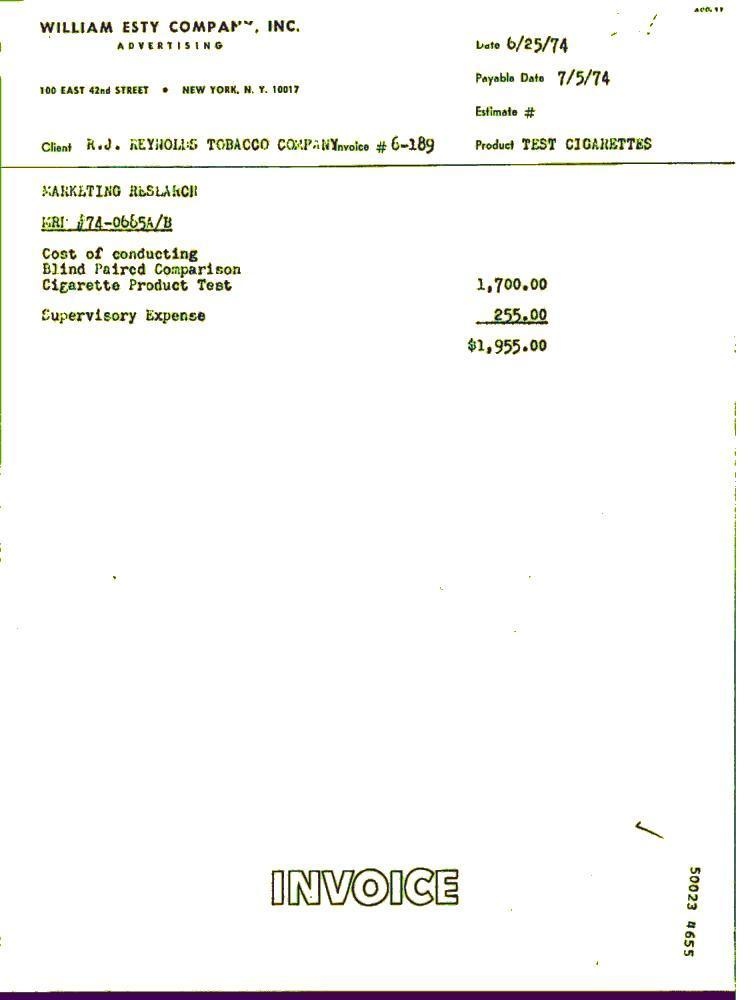 ACC. 11
WILLIAM ESTY COMPANY, INC.
ADVERTISING
100 EAST 42nd STREET • NEW YORK, N. Y. 10017
Date 6/25/74
Payable Date 7/5/74
Estimate #
Client R.J. REYNOLDS TOBACCO COMPANY Invoice # 6-189 Product TEST CIGARETTES
MARKETING RESEARCH
MRD #74-0665A/B
Cost of conducting
Blind Paired Comparison
Cigarette Product Test 1,700.00
Supervisory Expense 255.00
$1,955.00
INVOICE
50023 4655